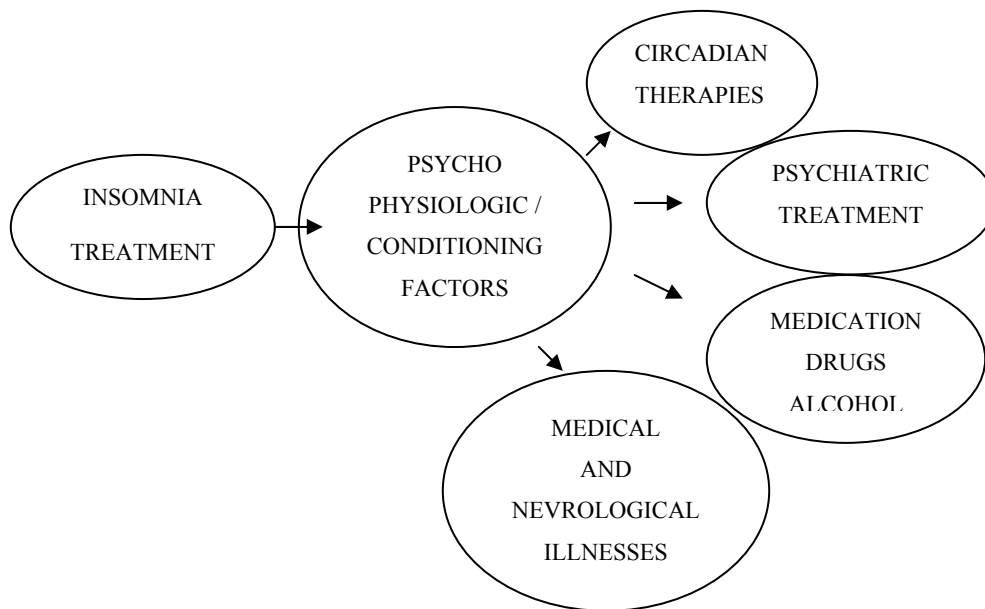 INSOMNIA
TREATMENT
PSYCHO
PHYSIOLOGIC /
CONDITIONING
FACTORS
CIRCADIAN
THERAPIES
PSYCHIATRIC
TREATMENT
MEDICATION
DRUGS
ALCOHOL
MEDICAL
AND
NEVROLOGICAL
ILLNESSES